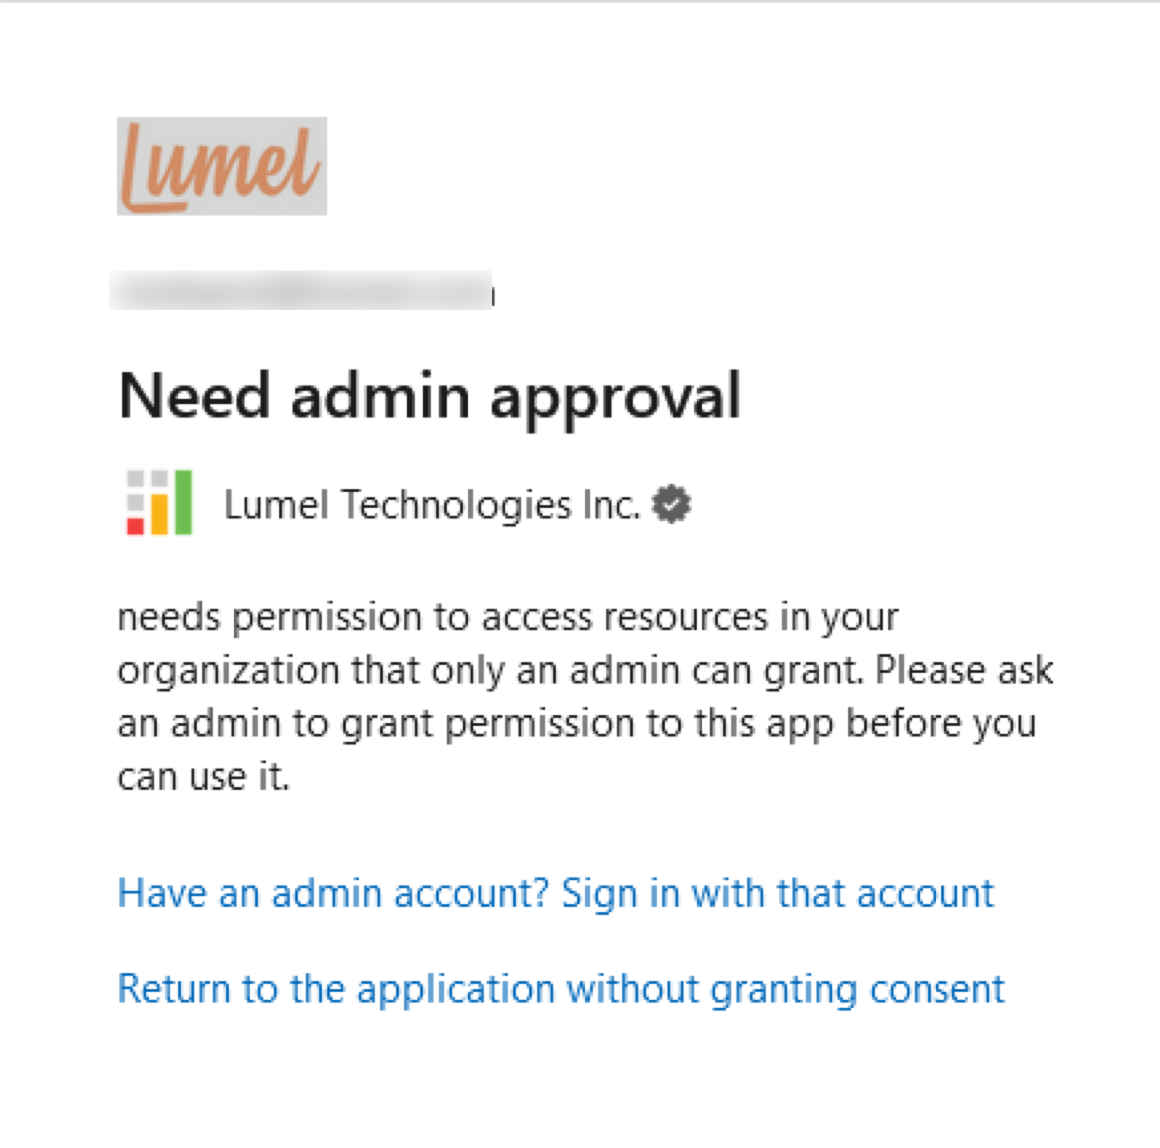 Lumel
Need admin approval
Lumel Technologies Inc.
needs permission to access resources in your
organization that only an admin can grant. Please ask
an admin to grant permission to this app before you
can use it.
Have an admin account? Sign in with that account
Return to the application without granting consent